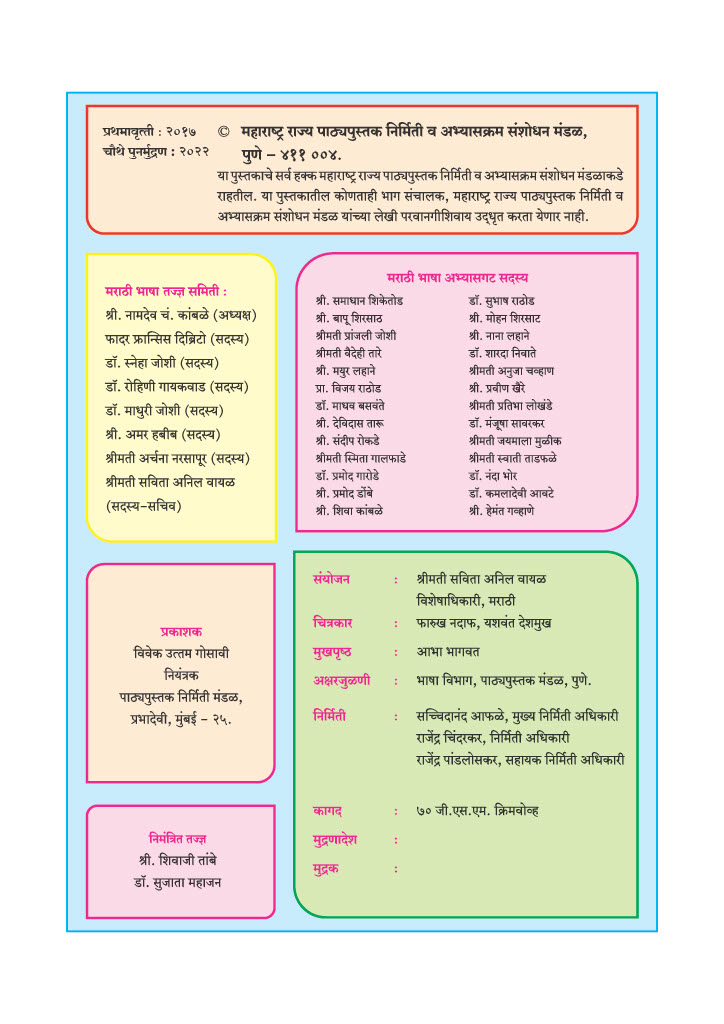 प्रथमावृत्ती : २०१७
चौथे पुनर्मुद्रण : २०२२
© महाराष्ट्र राज्य पाठ्यपुस्तक निर्मिती व अभ्यासक्रम संशोधन मंडळ,
पुणे – ४११ ००४.
या पुस्तकाचे सर्व हक्क महाराष्ट्र राज्य पाठ्यपुस्तक निर्मिती व अभ्यासक्रम संशोधन मंडळाकडे
राहतील. या पुस्तकातील कोणताही भाग संचालक, महाराष्ट्र राज्य पाठ्यपुस्तक निर्मिती व
अभ्यासक्रम संशोधन मंडळ यांच्या लेखी परवानगीशिवाय उद्धृत करता येणार नाही.
मराठी भाषा तज्ज्ञ समिती :
श्री. नामदेव चं. कांबळे (अध्यक्ष)
फादर फ्रान्सिस दिब्रिटो (सदस्य)
डॉ. स्नेहा जोशी (सदस्य)
डॉ. रोहिणी गायकवाड (सदस्य)
डॉ. माधुरी जोशी (सदस्य)
श्री. अमर हबीब (सदस्य)
श्रीमती अर्चना नरसापूर (सदस्य)
श्रीमती सविता अनिल वायळ
(सदस्य-सचिव)
मराठी भाषा अभ्यासगट सदस्य
श्री. समाधान शिकेतोड
श्री. बापू शिरसाठ
श्रीमती प्रांजली जोशी
श्रीमती वैदेही तारे
श्री. मयुर लहाने
प्रा. विजय राठोड
डॉ. माधव बसवंते
श्री. देविदास तारू
श्री. संदीप रोकडे
श्रीमती स्मिता गालफाडे
डॉ. प्रमोद गारोडे
श्री. प्रमोद डोंबे
श्री. शिवा कांबळे
डॉ. सुभाष राठोड
श्री. मोहन शिरसाट
श्री. नाना लहाने
डॉ. शारदा निवाते
श्रीमती अनुजा चव्हाण
श्री. प्रवीण खैरे
श्रीमती प्रतिभा लोखंडे
डॉ. मंजूषा सावरकर
श्रीमती जयमाला मुळीक
श्रीमती स्वाती ताडफळे
डॉ. नंदा भोर
डॉ. कमलादेवी आवटे
श्री. हेमंत गव्हाणे
प्रकाशक
विवेक उत्तम गोसावी
नियंत्रक
पाठ्यपुस्तक निर्मिती मंडळ,
प्रभादेवी, मुंबई – २५.
निमंत्रित तज्ज्ञ
श्री. शिवाजी तांबे
डॉ. सुजाता महाजन
संयोजन : श्रीमती सविता अनिल वायळ
विशेषाधिकारी, मराठी
चित्रकार : फारुख नदाफ, यशवंत देशमुख
मुखपृष्ठ : आभा भागवत
अक्षरजुळणी : भाषा विभाग, पाठ्यपुस्तक मंडळ, पुणे.
निर्मिती : सच्चिदानंद आफळे, मुख्य निर्मिती अधिकारी
राजेंद्र चिंदरकर, निर्मिती अधिकारी
राजेंद्र पांडलोसकर, सहायक निर्मिती अधिकारी
कागद : ७० जी.एस.एम. क्रिमवोव्ह
मुद्रणादेश :
मुद्रक :